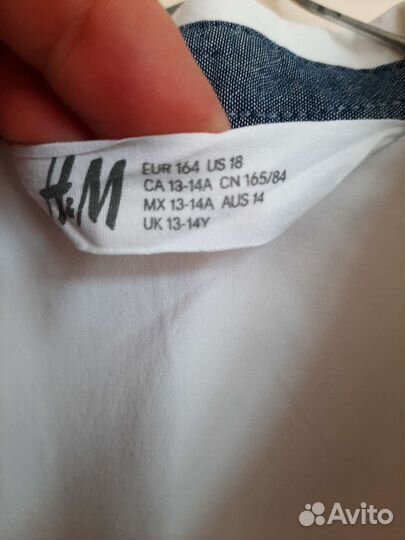 H&M
EUR 164 US 18
CA 13-14A CN 165/84
MX 13-14A AUS 14
UK 13-14Y
Avito